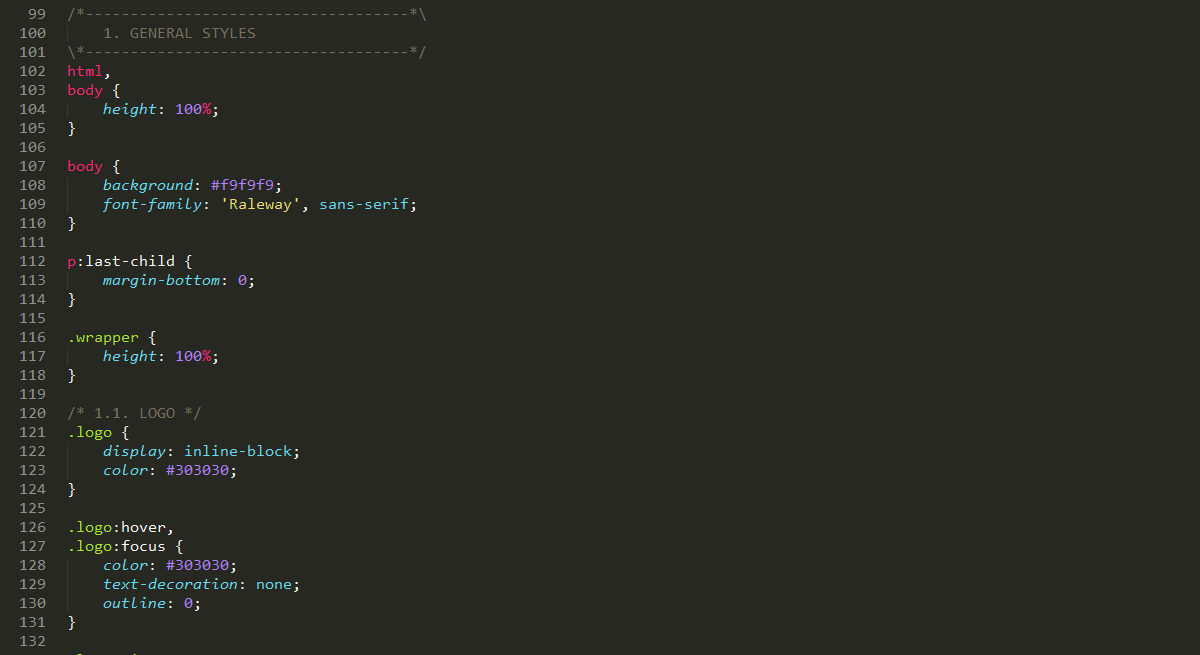 99 /*------------------------------------*\
100 1. GENERAL STYLES
101 \*------------------------------------*/
102 html,
103 body {
104 height: 100%;
105 }
106
107 body {
108 background: #f9f9f9;
109 font-family: 'Raleway', sans-serif;
110 }
111
112 p:last-child {
113 margin-bottom: 0;
114 }
115
116 .wrapper {
117 height: 100%;
118 }
119
120 /* 1.1. LOGO */
121 .logo {
122 display: inline-block;
123 color: #303030;
124 }
125
126 .logo:hover,
127 .logo:focus {
128 color: #303030;
129 text-decoration: none;
130 outline: 0;
131 }
132